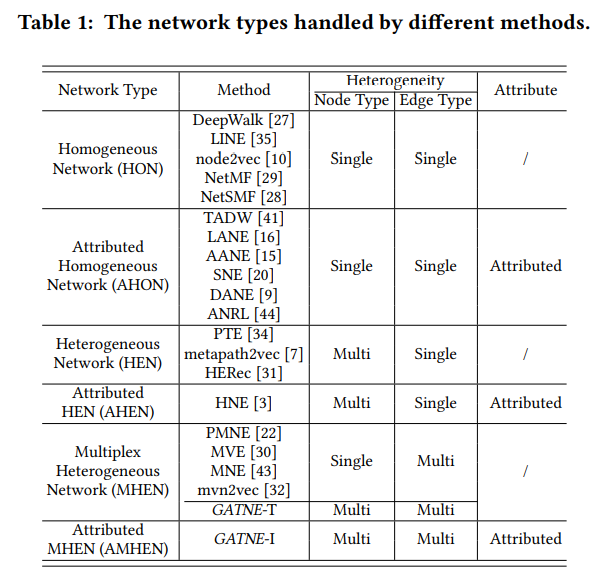 Table 1: The network types handled by different methods.
Network Type Method Heterogeneity Attribute
Node Type Edge Type
Homogeneous Network (HON)
DeepWalk [27]
LINE [35]
node2vec [10]
NetMF [29]
NetSMF [28]
Single Single /
Attributed
Homogeneous
Network (AHON)
TADW [41]
LANE [16]
AANE [15]
SNE [20]
DANE [9]
ANRL [44]
Single Single Attributed
Heterogeneous
Network (HEN)
PTE [34]
metapath2vec [7]
HERec [31]
Multi Single /
Attributed
HEN (AHEN)
HNE [3] Multi Single Attributed
Multiplex
Heterogeneous
Network (MHEN)
PMNE [22]
MVE [30]
MNE [43]
mvn2vec [32]
Single Multi
/
GATNE-T Multi Multi
Attributed
MHEN (AMHEN)
GATNE-I Multi Multi Attributed